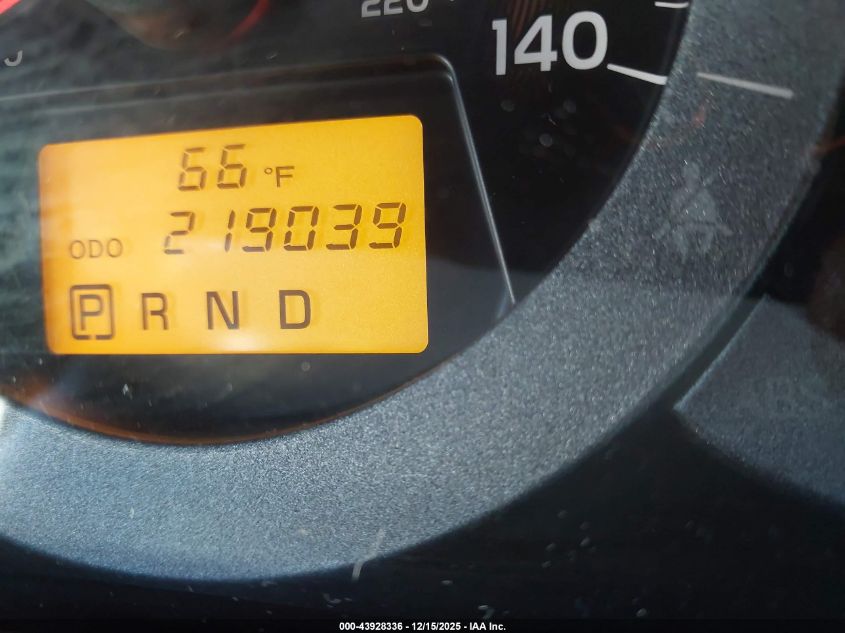 220
140
66 °F
ODO 219039
P R N D
000-43928336 - 12/15/2025 - IAA Inc.